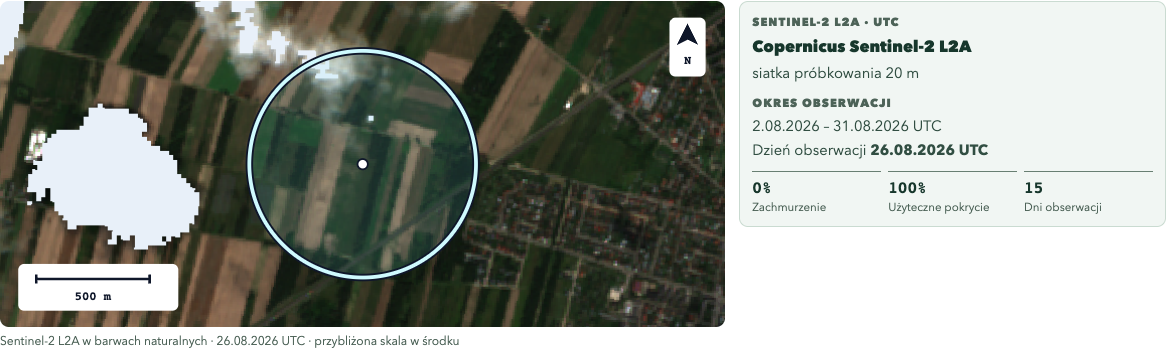 N
500 m
Sentinel-2 L2A w barwach naturalnych · 26.08.2026 UTC · przybliżona skala w środku
SENTINEL-2 L2A · UTC
Copernicus Sentinel-2 L2A
siatka próbkowania 20 m
OKRES OBSERWACJI
2.08.2026 – 31.08.2026 UTC
Dzień obserwacji 26.08.2026 UTC
0% 100% 15
Zachmurzenie Użyteczne pokrycie Dni obserwacji